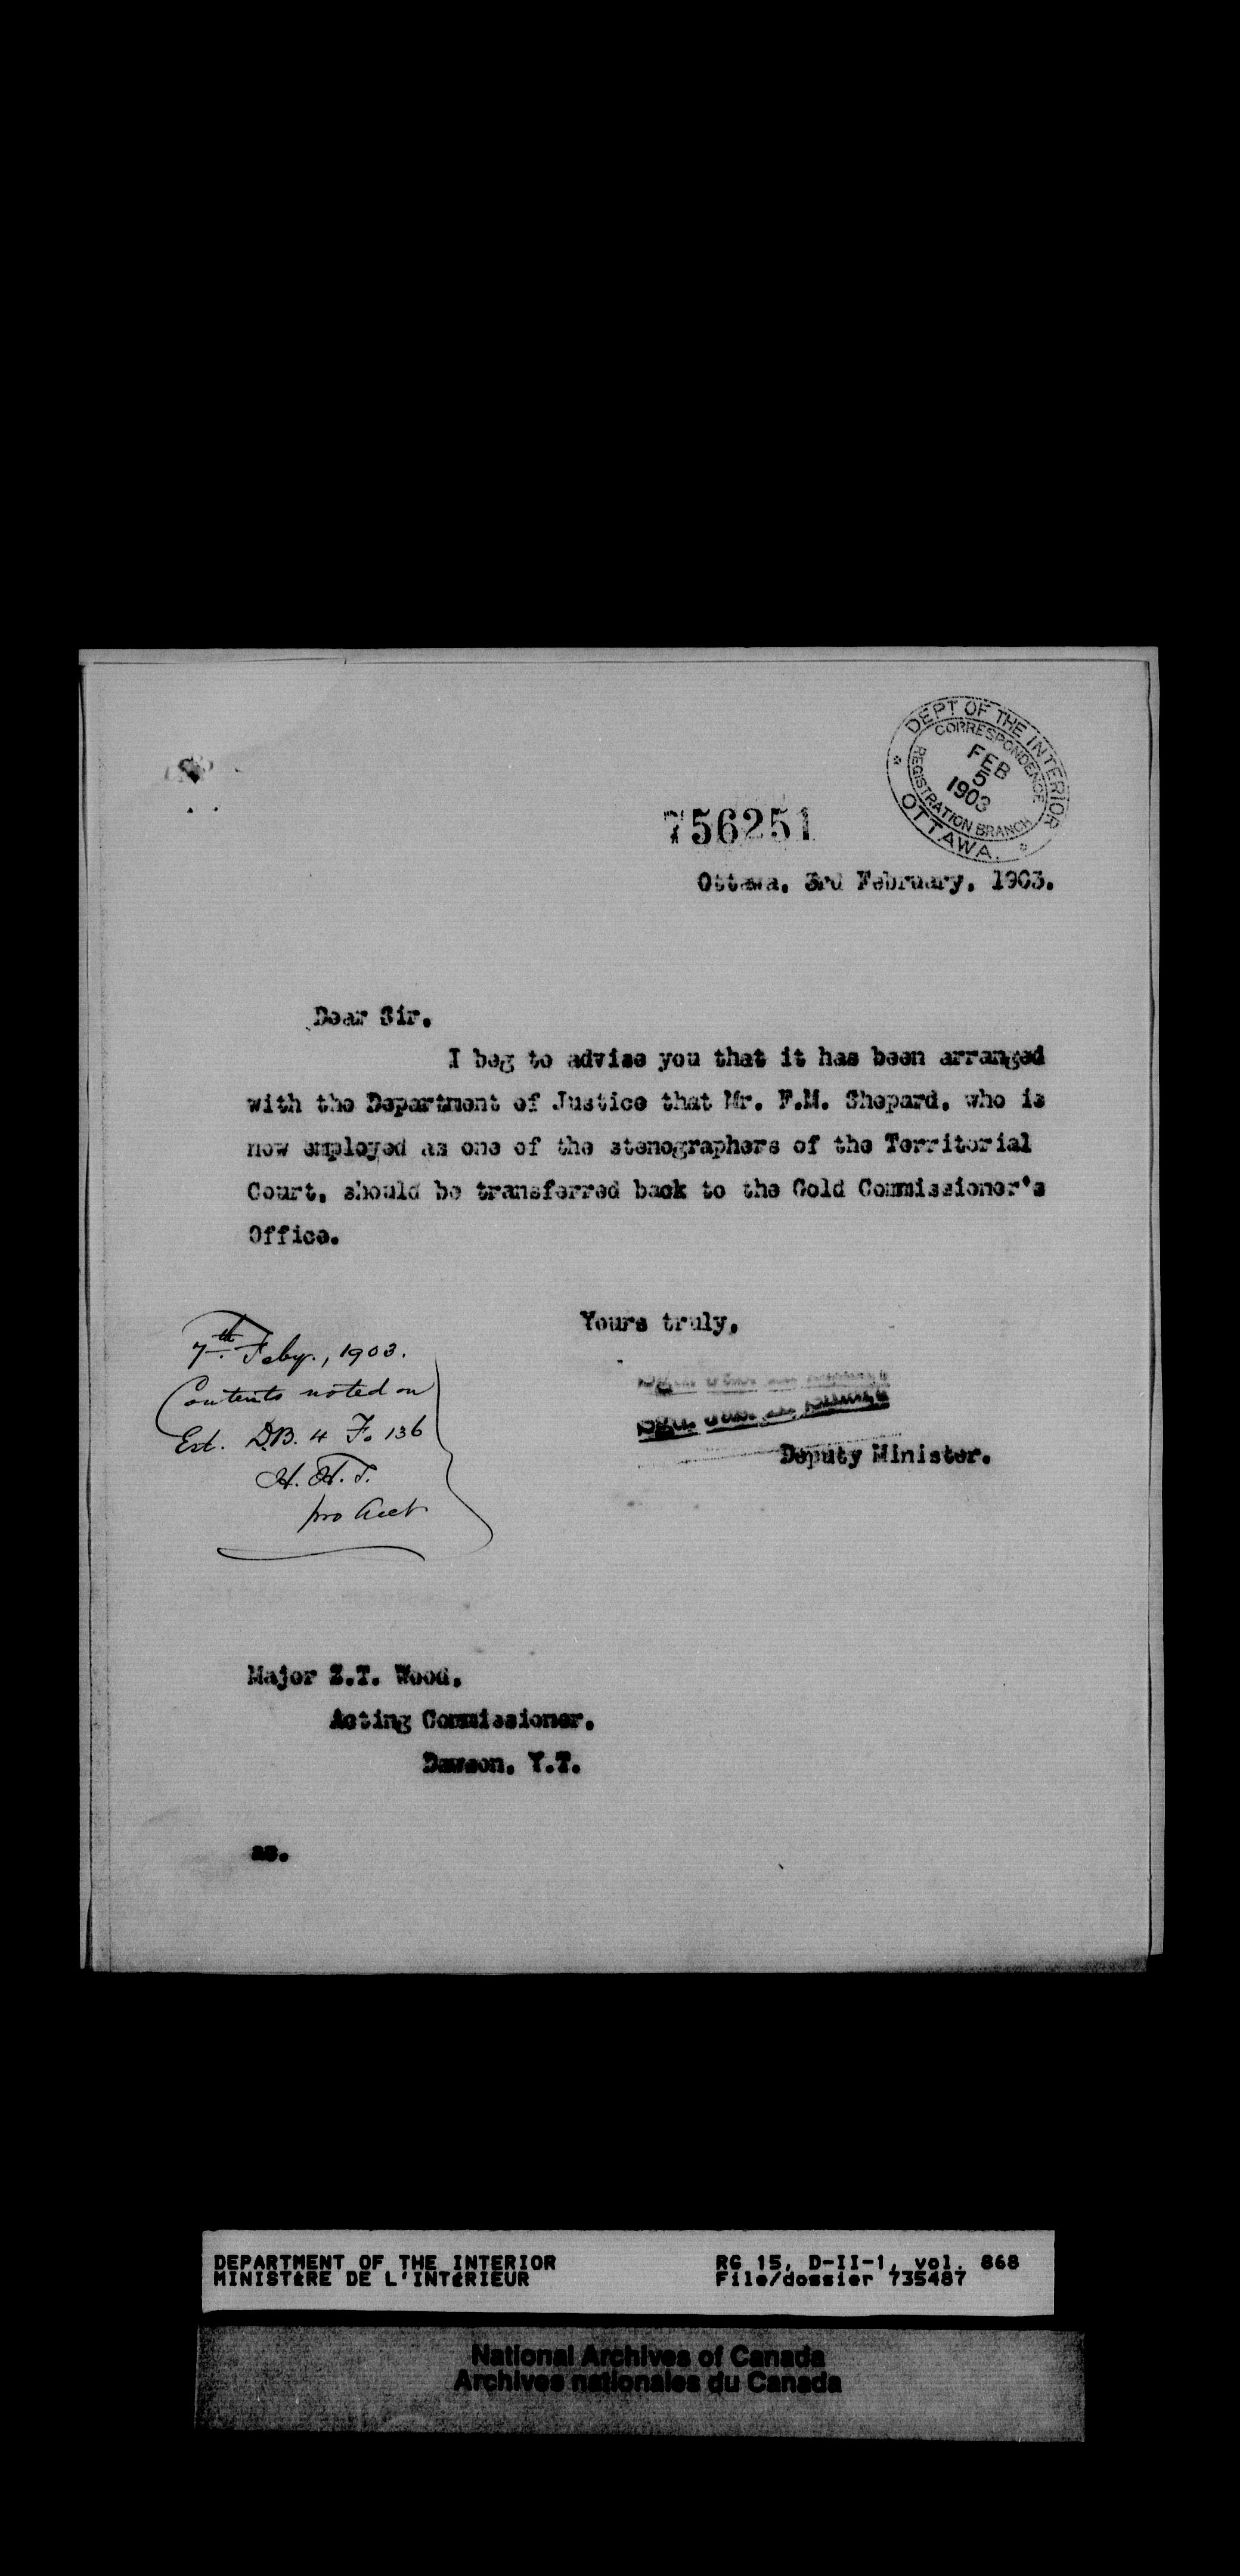 DEPT OF THE INTERIOR
CORRESPONDENCE
FEB
5
1903
REGISTRATION BRANCH
OTTAWA.
756251
Ottawa, 3rd February, 1903.
Dear Sir,
I beg to advise you that it has been arranged
with the Department of Justice that Mr. F.M. Shepard, who is
now employed as one of the stenographers of the Territorial
Court, should be transferred back to the Gold Commissioner's
Office.
Yours truly,
Deputy Minister.
7th Feby., 1903.
Contents noted on
Est. D.B. 4 F. 136
H. H. T.
pro Acct
Major Z.T. Wood,
Acting Commissioner,
Dawson, Y.T.
DEPARTMENT OF THE INTERIOR
MINISTÈRE DE L'INTÉRIEUR
RG 15, D-II-1, vol. 868
File/dossier 735487
National Archives of Canada
Archives nationales du Canada